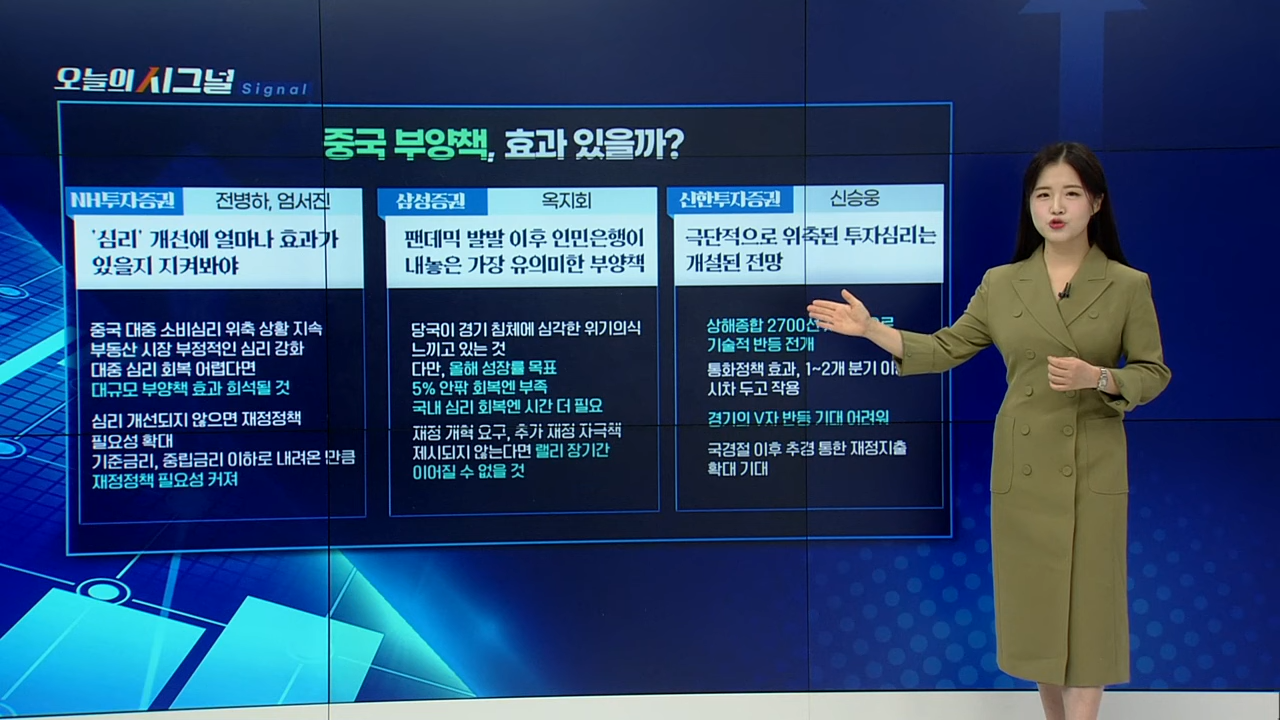 오늘의 시그널 Signal
중국 부양책, 효과 있을까?
NH투자증권 전병하, 엄서진
'심리' 개선에 얼마나 효과가
있을지 지켜봐야
중국 대중 소비심리 위축 상황 지속
부동산 시장 부정적인 심리 강화
대중 심리 회복 어렵다면
대규모 부양책 효과 희석될 것
심리 개선되지 않으면 재정정책
필요성 확대
기준금리, 중립금리 이하로 내려온 만큼
재정정책 필요성 커져
삼성증권 옥지회
팬데믹 발발 이후 인민은행이
내놓은 가장 유의미한 부양책
당국이 경기 침체에 심각한 위기의식
느끼고 있는 것
다만, 올해 성장률 목표
5% 안팎 회복엔 부족
국내 심리 회복엔 시간 더 필요
재정 개혁 요구, 추가 재정 자극책
제시되지 않는다면 랠리 장기간
이어질 수 없을 것
신한투자증권 신승웅
극단적으로 위축된 투자심리는
개설된 전망
상해종합 2700선
기술적 반등 전개
통화정책 효과, 1~2개 분기
시차 두고 작용
경기의 V자 반등 기대 어려워
국경절 이후 추경 통한 재정지출
확대 기대